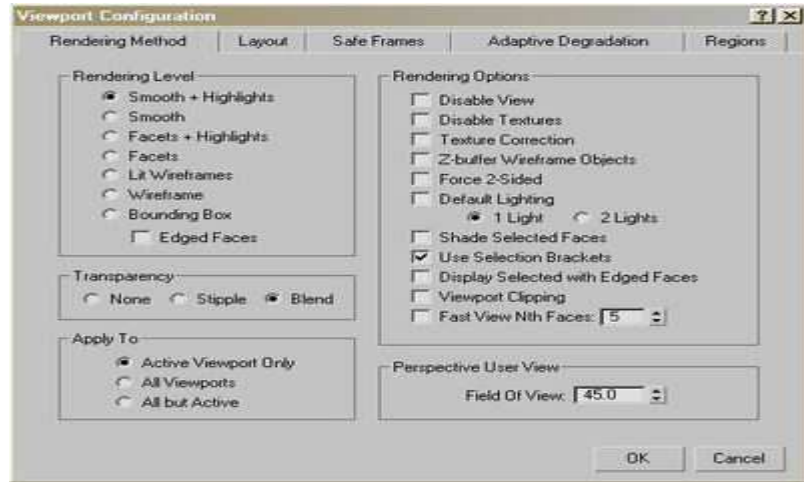 Viewport Configuration
Rendering Method Layout Safe Frames Adaptive Degradation Regions
Rendering Level
Smooth + Highlights
Smooth
Facets + Highlights
Facets
Lit Wireframes
Wireframe
Bounding Box
Edged Faces
Transparency
None Stipple Blend
Apply To
Active Viewport Only
All Viewports
All but Active
Rendering Options
Disable View
Disable Textures
Texture Correction
Z-buffer Wireframe Objects
Force 2-Sided
Default Lighting
1 Light 2 Lights
Shade Selected Faces
Use Selection Brackets
Display Selected with Edged Faces
Viewport Clipping
Fast View Nth Faces: 5
Perspective User View
Field Of View: 45.0
OK Cancel